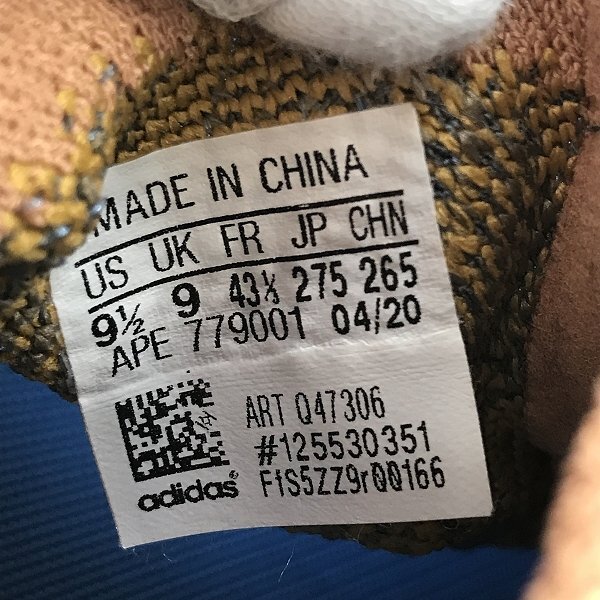 MADE IN CHINA
US UK FR JP CHN
9½ 9 43⅓ 275 265
APE 779001 04/20
ART Q47306
#125530351
adidas F1S5ZZ9r00166